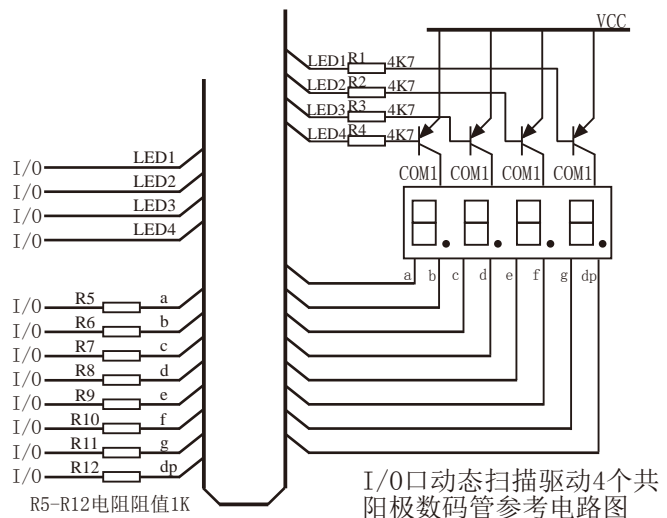 VCC
LED1 R1 4K7
LED2 R2 4K7
LED3 R3 4K7
LED4 R4 4K7
COM1 COM1 COM1 COM1
I/O LED1
I/O LED2
I/O LED3
I/O LED4
a b c d e f g dp
I/O R5 a
I/O R6 b
I/O R7 c
I/O R8 d
I/O R9 e
I/O R10 f
I/O R11 g
I/O R12 dp
R5-R12电阻阻值1K
I/O口动态扫描驱动4个共
阳极数码管参考电路图